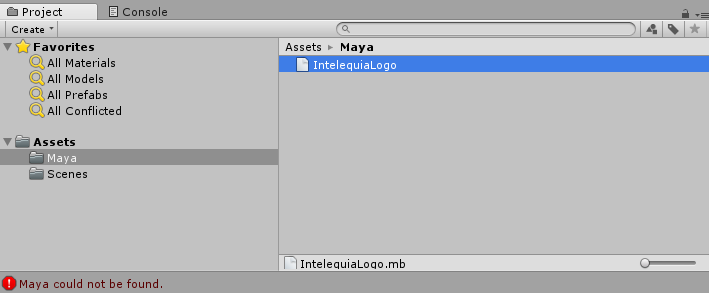 Project
Console
Create
Favorites
All Materials
All Models
All Prefabs
All Conflicted
Assets
Maya
Scenes
Assets ▸ Maya
IntelequiaLogo
IntelequiaLogo.mb
Maya could not be found.